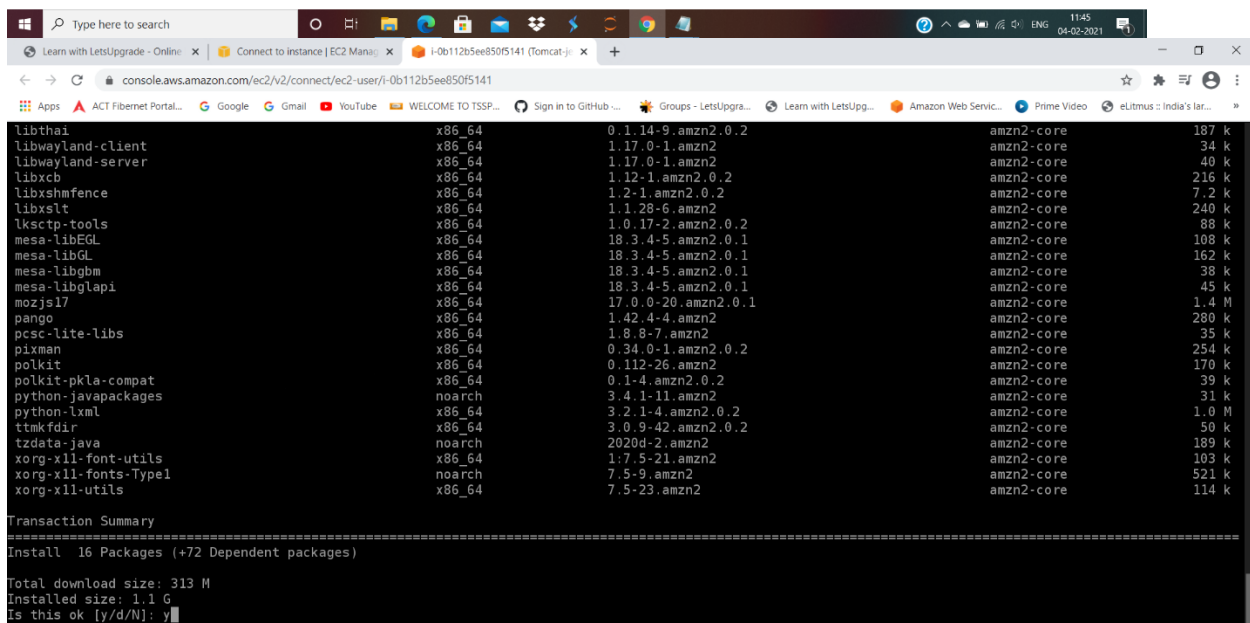 Type here to search
ENG
11:45
04-02-2021
1
Learn with LetsUpgrade - Online
Connect to instance | EC2 Manag
i-0b112b5ee850f5141 (Tomcat-je
console.aws.amazon.com/ec2/v2/connect/ec2-user/i-0b112b5ee850f5141
Apps ACT Fibernet Portal... Google Gmail YouTube WELCOME TO TSSP... Sign in to GitHub ·... Groups - LetsUpgra... Learn with LetsUpg... Amazon Web Servic... Prime Video eLitmus :: India's lar... »
libthai x86_64 0.1.14-9.amzn2.0.2 amzn2-core 187 k
libwayland-client x86_64 1.17.0-1.amzn2 amzn2-core 34 k
libwayland-server x86_64 1.17.0-1.amzn2 amzn2-core 40 k
libxcb x86_64 1.12-1.amzn2.0.2 amzn2-core 216 k
libxshmfence x86_64 1.2-1.amzn2.0.2 amzn2-core 7.2 k
libxslt x86_64 1.1.28-6.amzn2 amzn2-core 240 k
lksctp-tools x86_64 1.0.17-2.amzn2.0.2 amzn2-core 88 k
mesa-libEGL x86_64 18.3.4-5.amzn2.0.1 amzn2-core 108 k
mesa-libGL x86_64 18.3.4-5.amzn2.0.1 amzn2-core 162 k
mesa-libgbm x86_64 18.3.4-5.amzn2.0.1 amzn2-core 38 k
mesa-libglapi x86_64 18.3.4-5.amzn2.0.1 amzn2-core 45 k
mozjs17 x86_64 17.0.0-20.amzn2.0.1 amzn2-core 1.4 M
pango x86_64 1.42.4-4.amzn2 amzn2-core 280 k
pcsc-lite-libs x86_64 1.8.8-7.amzn2 amzn2-core 35 k
pixman x86_64 0.34.0-1.amzn2.0.2 amzn2-core 254 k
polkit x86_64 0.112-26.amzn2 amzn2-core 170 k
polkit-pkla-compat x86_64 0.1-4.amzn2.0.2 amzn2-core 39 k
python-javapackages noarch 3.4.1-11.amzn2 amzn2-core 31 k
python-lxml x86_64 3.2.1-4.amzn2.0.2 amzn2-core 1.0 M
ttmkfdir x86_64 3.0.9-42.amzn2.0.2 amzn2-core 50 k
tzdata-java noarch 2020d-2.amzn2 amzn2-core 189 k
xorg-x11-font-utils x86_64 1:7.5-21.amzn2 amzn2-core 103 k
xorg-x11-fonts-Type1 noarch 7.5-9.amzn2 amzn2-core 521 k
xorg-x11-utils x86_64 7.5-23.amzn2 amzn2-core 114 k
Transaction Summary
Install 16 Packages (+72 Dependent packages)
Total download size: 313 M
Installed size: 1.1 G
Is this ok [y/d/N]: y